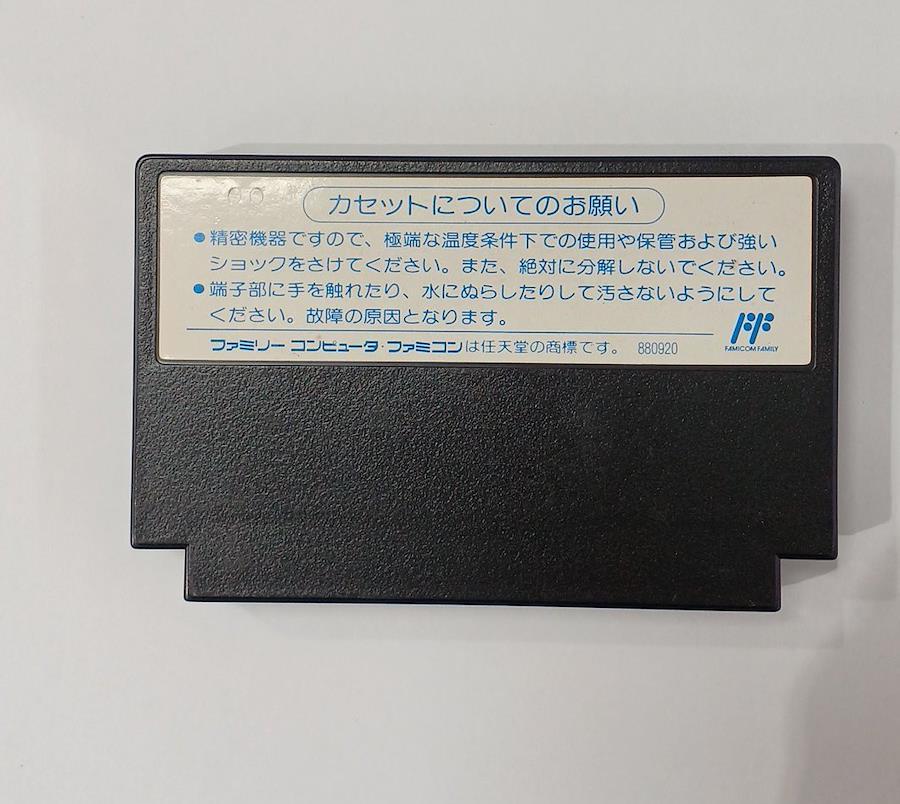 カセットについてのお願い
●精密機器ですので、極端な温度条件下での使用や保管および強い
ショックをさけてください。また、絶対に分解しないでください。
●端子部に手を触れたり、水にぬらしたりして汚さないようにして
ください。故障の原因となります。
ファミリーコンピュータ・ファミコンは任天堂の商標です。 880920
FAMICOM FAMILY